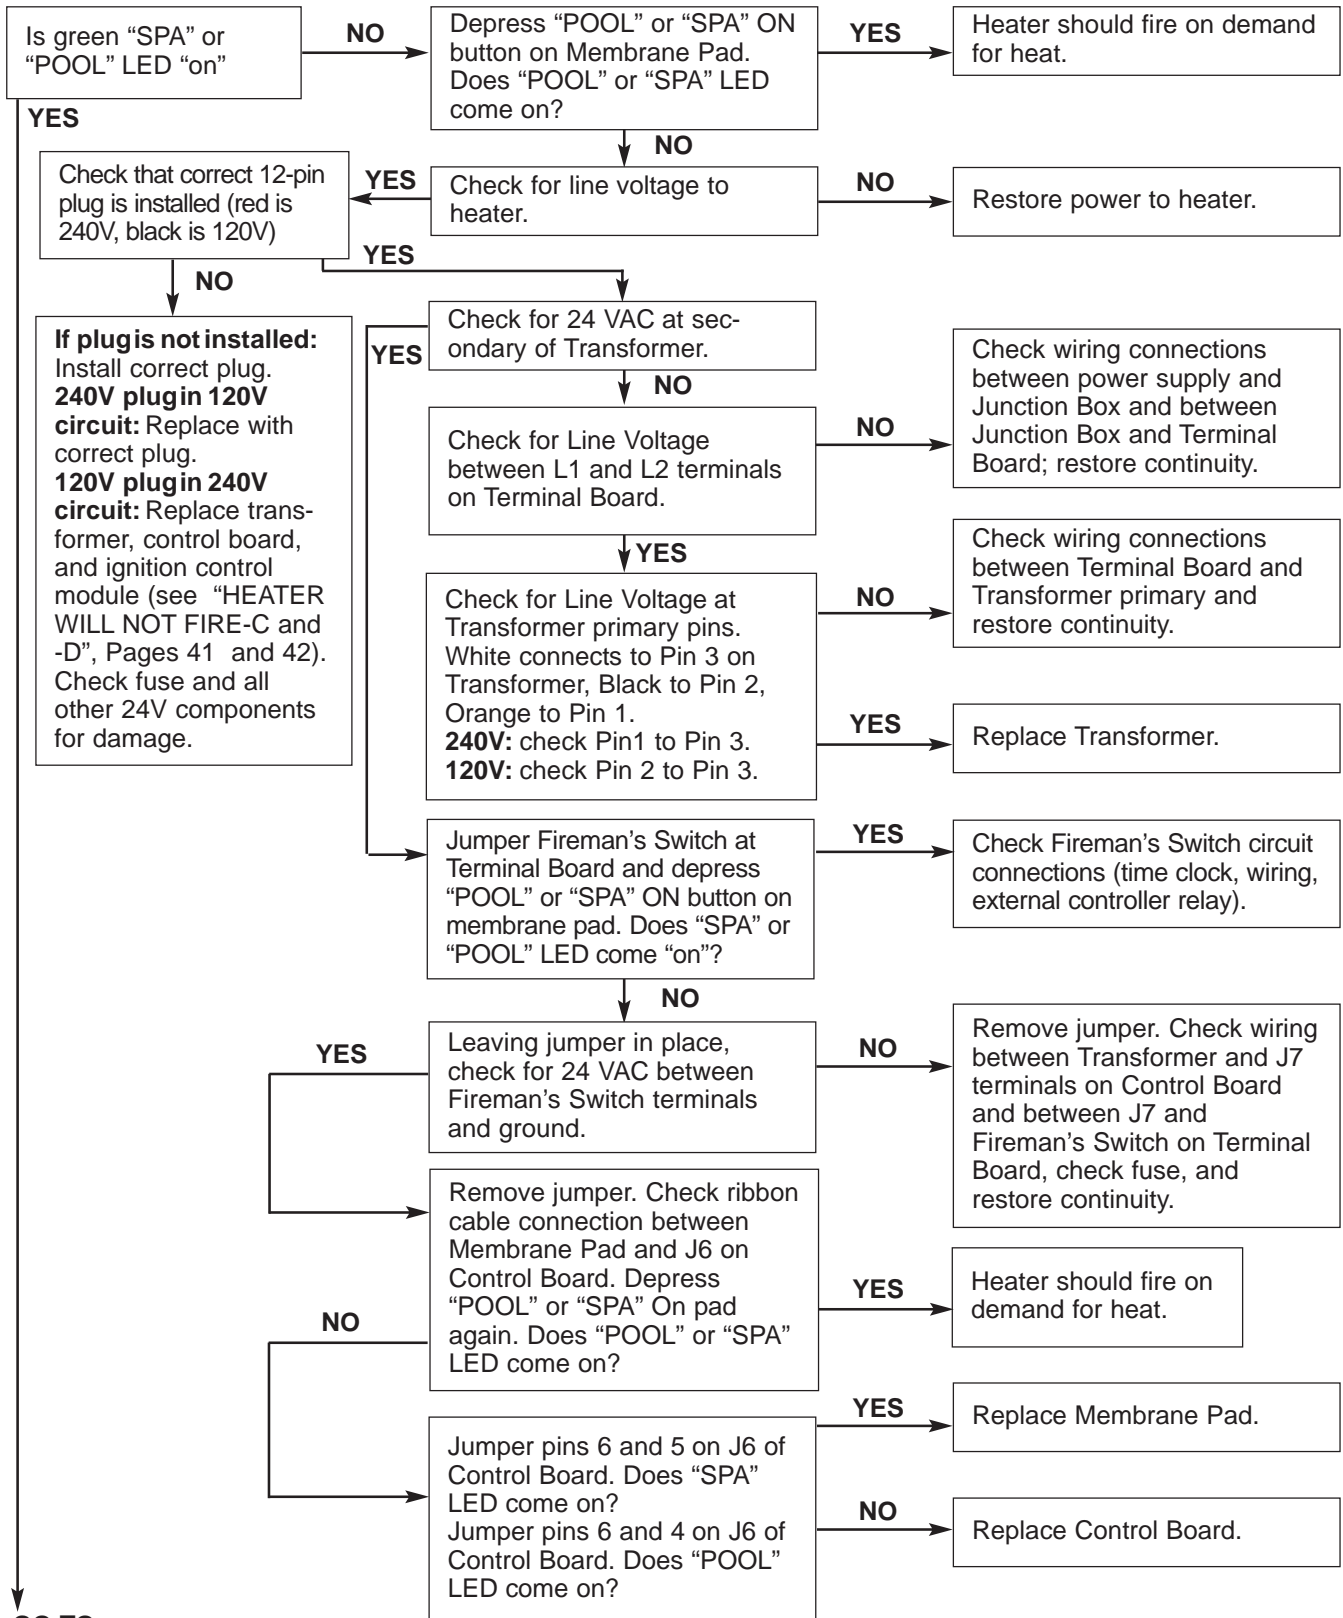 Is green “SPA” or
“POOL” LED “on”
NO
Depress “POOL” or “SPA” ON
button on Membrane Pad.
Does “POOL” or “SPA” LED
come on?
YES
Heater should fire on demand
for heat.
YES
NO
Check that correct 12-pin
plug is installed (red is
240V, black is 120V)
YES
Check for line voltage to
heater.
NO
Restore power to heater.
YES
NO
If plug is not installed:
Install correct plug.
240V plug in 120V
circuit: Replace with
correct plug.
120V plug in 240V
circuit: Replace trans-
former, control board,
and ignition control
module (see “HEATER
WILL NOT FIRE-C and
-D”, Pages 41 and 42).
Check fuse and all
other 24V components
for damage.
YES
Check for 24 VAC at sec-
ondary of Transformer.
NO
Check for Line Voltage
between L1 and L2 terminals
on Terminal Board.
NO
Check wiring connections
between power supply and
Junction Box and between
Junction Box and Terminal
Board; restore continuity.
YES
Check for Line Voltage at
Transformer primary pins.
White connects to Pin 3 on
Transformer, Black to Pin 2,
Orange to Pin 1.
240V: check Pin1 to Pin 3.
120V: check Pin 2 to Pin 3.
NO
Check wiring connections
between Terminal Board and
Transformer primary and
restore continuity.
YES
Replace Transformer.
Jumper Fireman’s Switch at
Terminal Board and depress
“POOL” or “SPA” ON button on
membrane pad. Does “SPA” or
“POOL” LED come “on”?
YES
Check Fireman’s Switch circuit
connections (time clock, wiring,
external controller relay).
NO
YES
Leaving jumper in place,
check for 24 VAC between
Fireman’s Switch terminals
and ground.
NO
Remove jumper. Check wiring
between Transformer and J7
terminals on Control Board
and between J7 and
Fireman’s Switch on Terminal
Board, check fuse, and
restore continuity.
Remove jumper. Check ribbon
cable connection between
Membrane Pad and J6 on
Control Board. Depress
“POOL” or “SPA” On pad
again. Does “POOL” or “SPA”
LED come on?
YES
Heater should fire on
demand for heat.
NO
Jumper pins 6 and 5 on J6 of
Control Board. Does “SPA”
LED come on?
Jumper pins 6 and 4 on J6 of
Control Board. Does “POOL”
LED come on?
YES
Replace Membrane Pad.
NO
Replace Control Board.